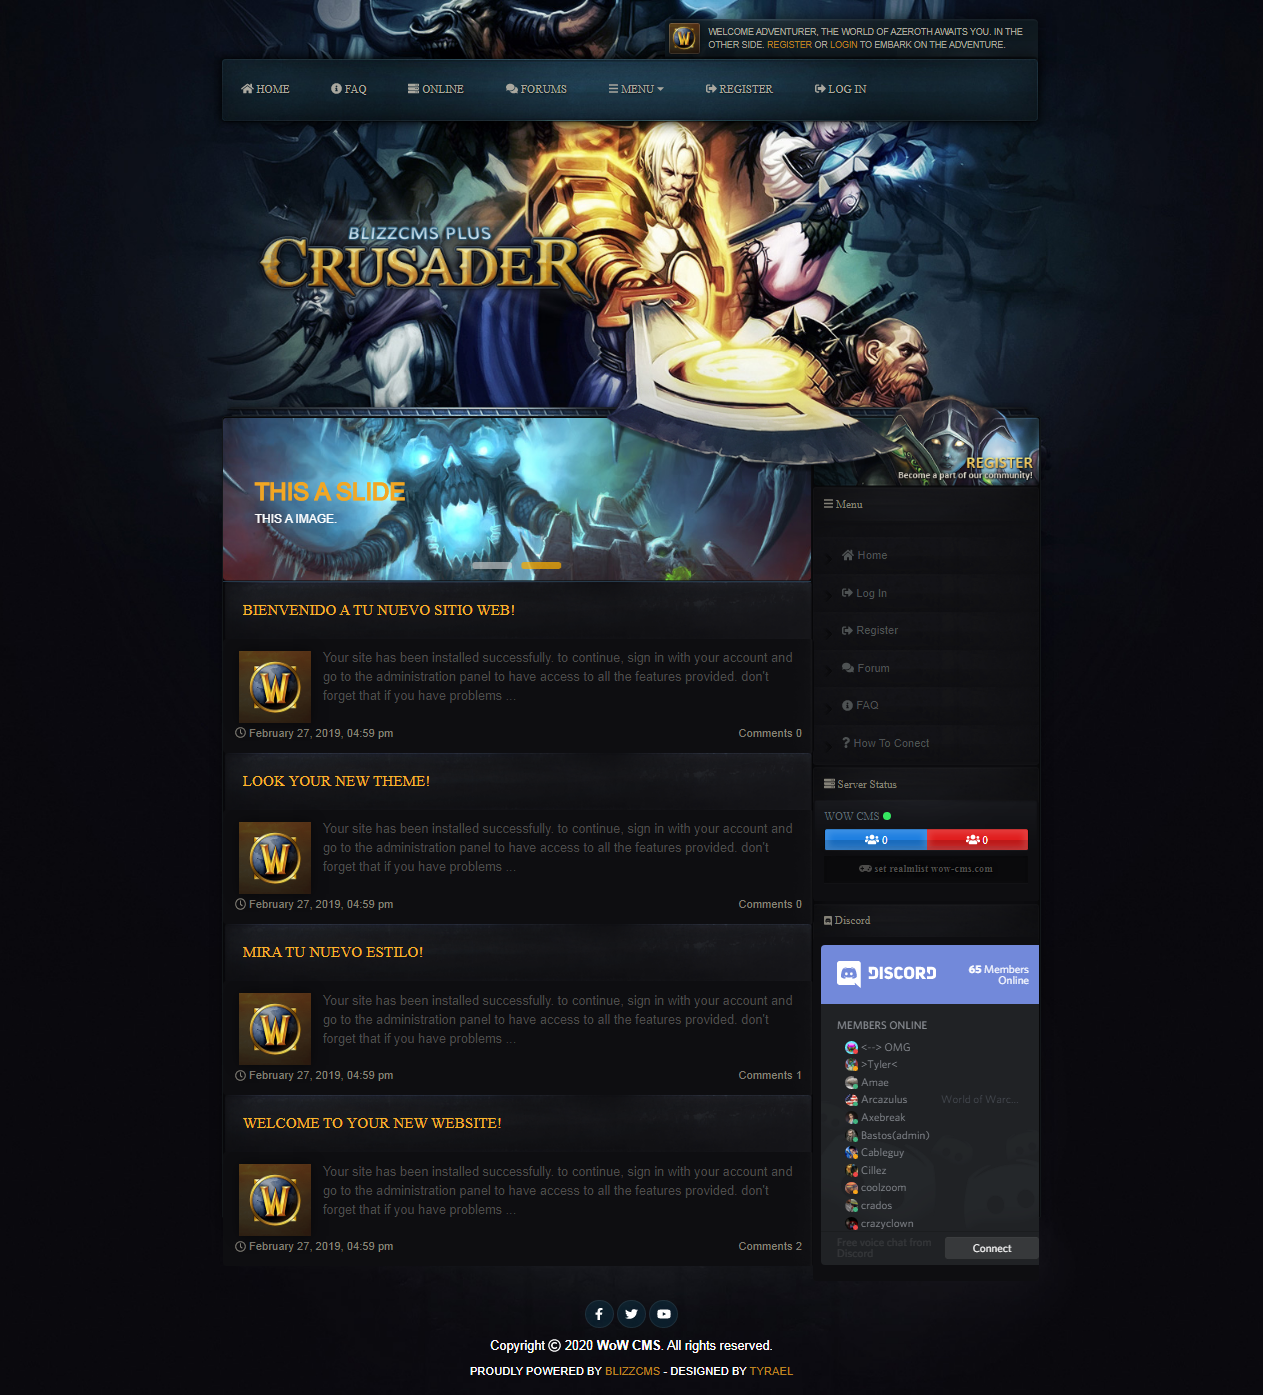 WELCOME ADVENTURER, THE WORLD OF AZEROTH AWAITS YOU. IN THE
OTHER SIDE. REGISTER OR LOGIN TO EMBARK ON THE ADVENTURE.
HOME FAQ ONLINE FORUMS MENU REGISTER LOG IN
BLIZZCMS PLUS
CRUSADER
THIS A SLIDE
THIS A IMAGE.
REGISTER
Become a part of our community!
BIENVENIDO A TU NUEVO SITIO WEB!
Your site has been installed successfully. to continue, sign in with your account and
go to the administration panel to have access to all the features provided. don't
forget that if you have problems ...
February 27, 2019, 04:59 pm Comments 0
LOOK YOUR NEW THEME!
Your site has been installed successfully. to continue, sign in with your account and
go to the administration panel to have access to all the features provided. don't
forget that if you have problems ...
February 27, 2019, 04:59 pm Comments 0
MIRA TU NUEVO ESTILO!
Your site has been installed successfully. to continue, sign in with your account and
go to the administration panel to have access to all the features provided. don't
forget that if you have problems ...
February 27, 2019, 04:59 pm Comments 1
WELCOME TO YOUR NEW WEBSITE!
Your site has been installed successfully. to continue, sign in with your account and
go to the administration panel to have access to all the features provided. don't
forget that if you have problems ...
February 27, 2019, 04:59 pm Comments 2
Menu
Home
Log In
Register
Forum
FAQ
How To Conect
Server Status
WOW CMS
0 0
set realmlist wow-cms.com
Discord
DISCORD 65 Members
Online
MEMBERS ONLINE
<--> OMG
>Tyler<
Amae
Arcazulus World of Warc...
Axebreak
Bastos(admin)
Cableguy
Cillez
coolzoom
crados
crazyclown
Free voice chat from
Discord
Connect
Copyright © 2020 WoW CMS. All rights reserved.
PROUDLY POWERED BY BLIZZCMS - DESIGNED BY TYRAEL